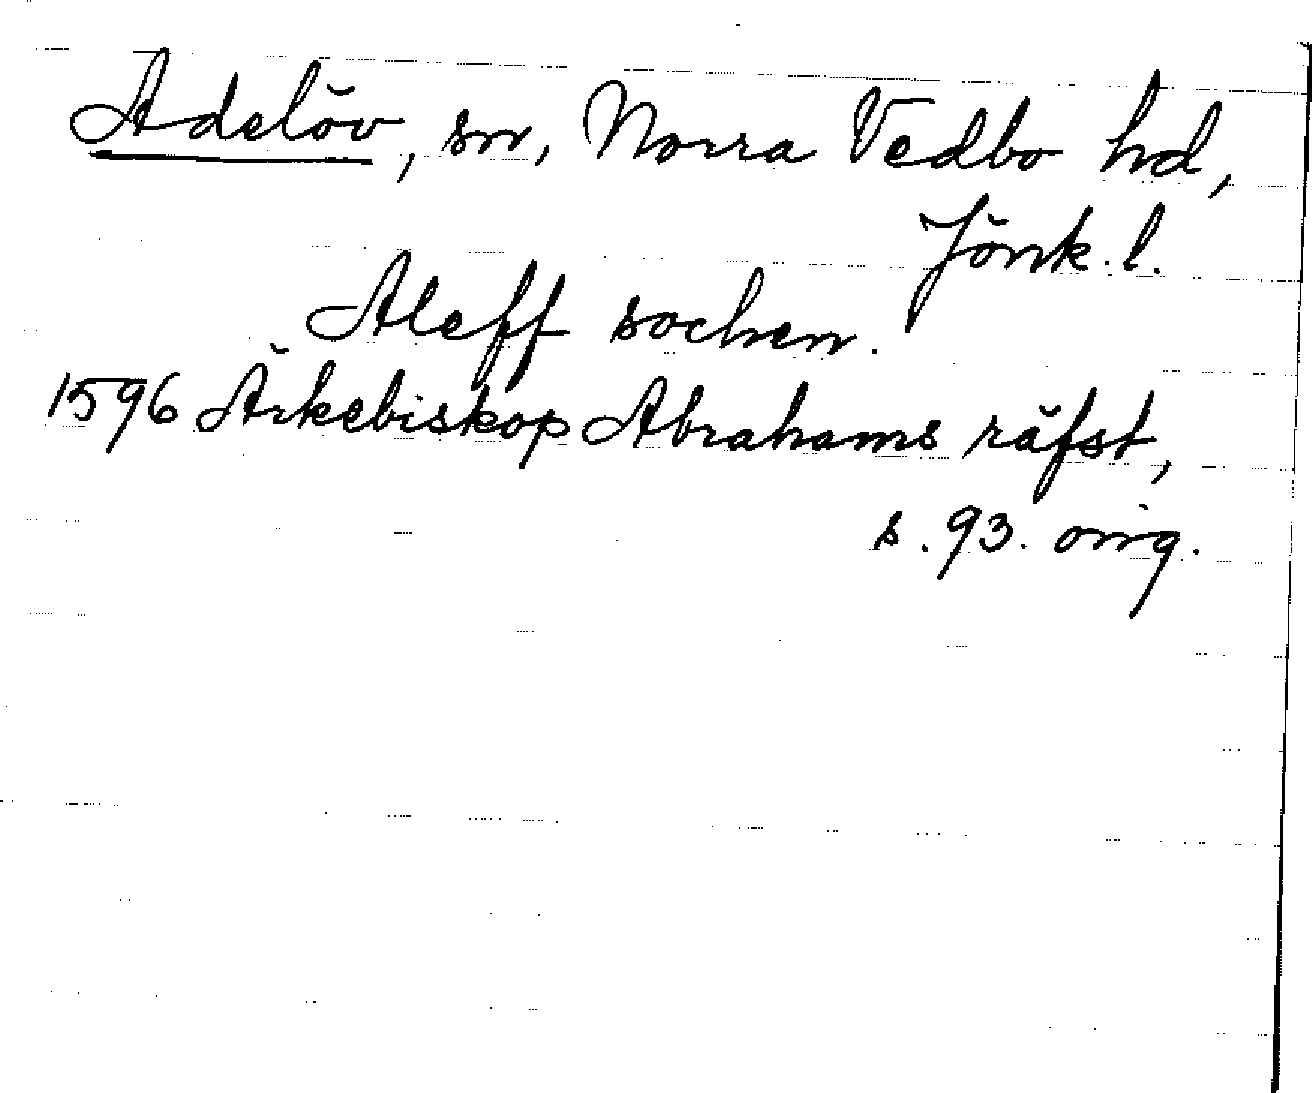 Adelöv, sn, Norra Vedbo hd,
Jönk. l.
Aleff sochen.
1596 Ärkebiskop Abrahams räfst,
s. 93. orig.